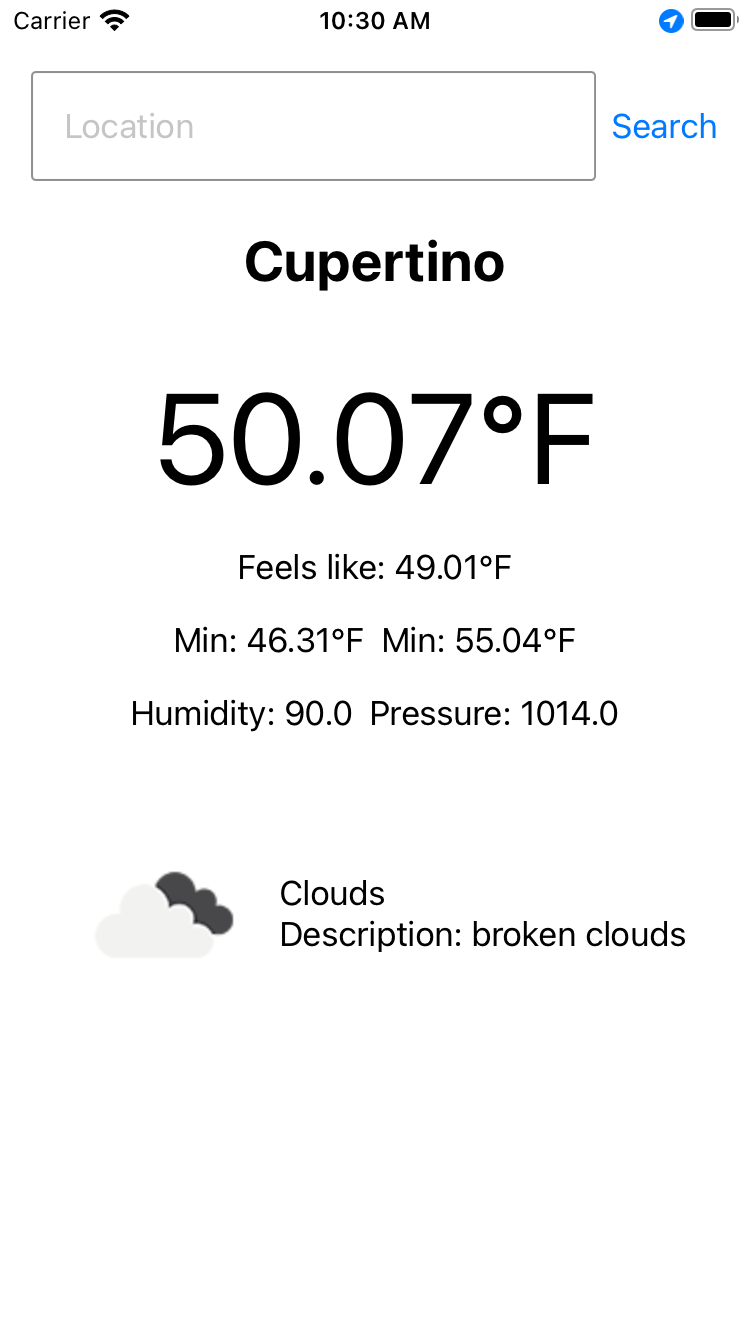 Carrier 10:30 AM
Location Search
Cupertino
50.07°F
Feels like: 49.01°F
Min: 46.31°F Min: 55.04°F
Humidity: 90.0 Pressure: 1014.0
Clouds
Description: broken clouds